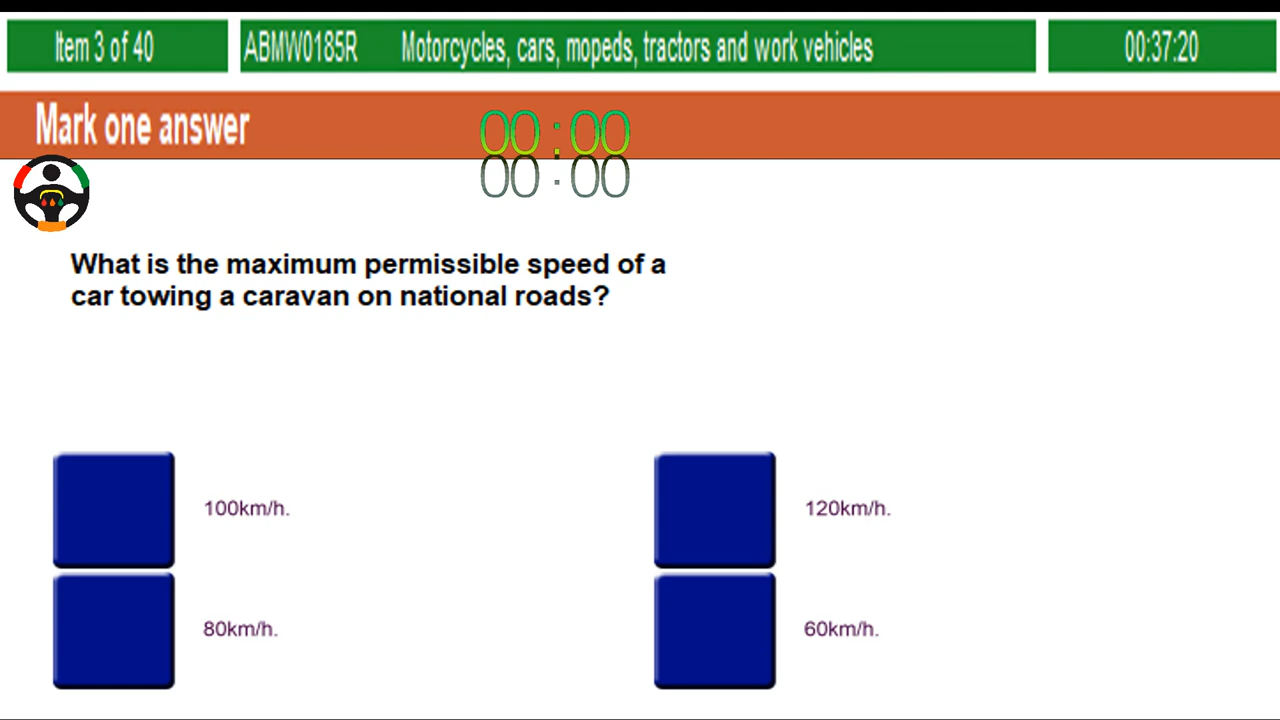 Item 3 of 40 ABMW0185R Motorcycles, cars, mopeds, tractors and work vehicles 00:37:20
Mark one answer 00:00
00:00
What is the maximum permissible speed of a
car towing a caravan on national roads?
100km/h. 120km/h.
80km/h. 60km/h.